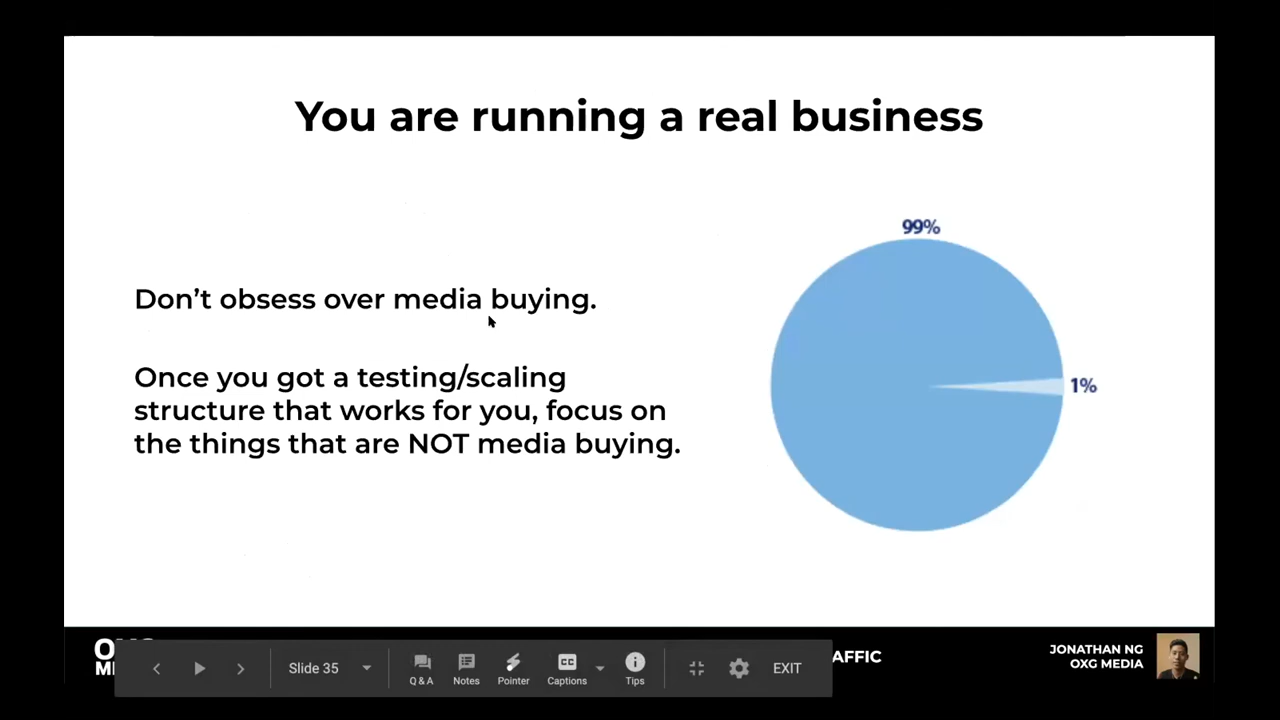 You are running a real business
99%
Don't obsess over media buying.
Once you got a testing/scaling
structure that works for you, focus on
the things that are NOT media buying.
1%
JONATHAN NG
OXG MEDIA
Slide 35
Q & A
Notes
Pointer
Captions
Tips
EXIT